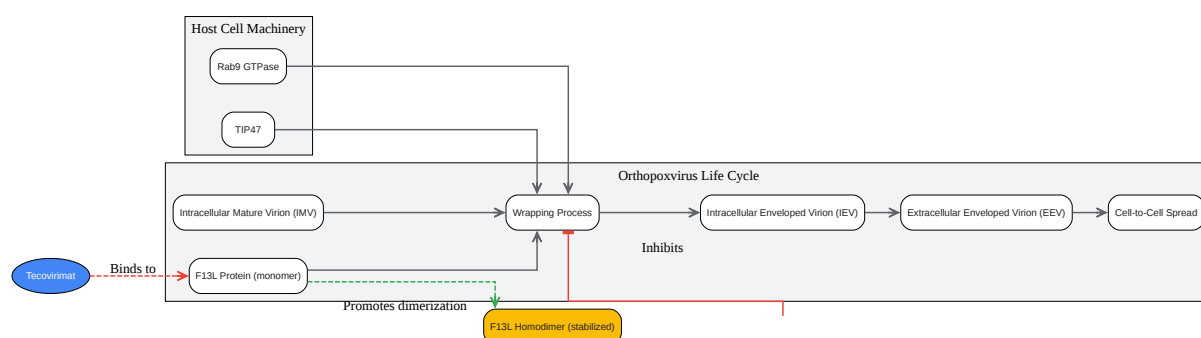 Host Cell Machinery
Rab9 GTPase
TIP47
Orthopoxvirus Life Cycle
Intracellular Mature Virion (IMV)
Wrapping Process
Intracellular Enveloped Virion (IEV)
Extracellular Enveloped Virion (EEV)
Cell-to-Cell Spread
Inhibits
Tecovirimat
Binds to
F13L Protein (monomer)
Promotes dimerization
F13L Homodimer (stabilized)